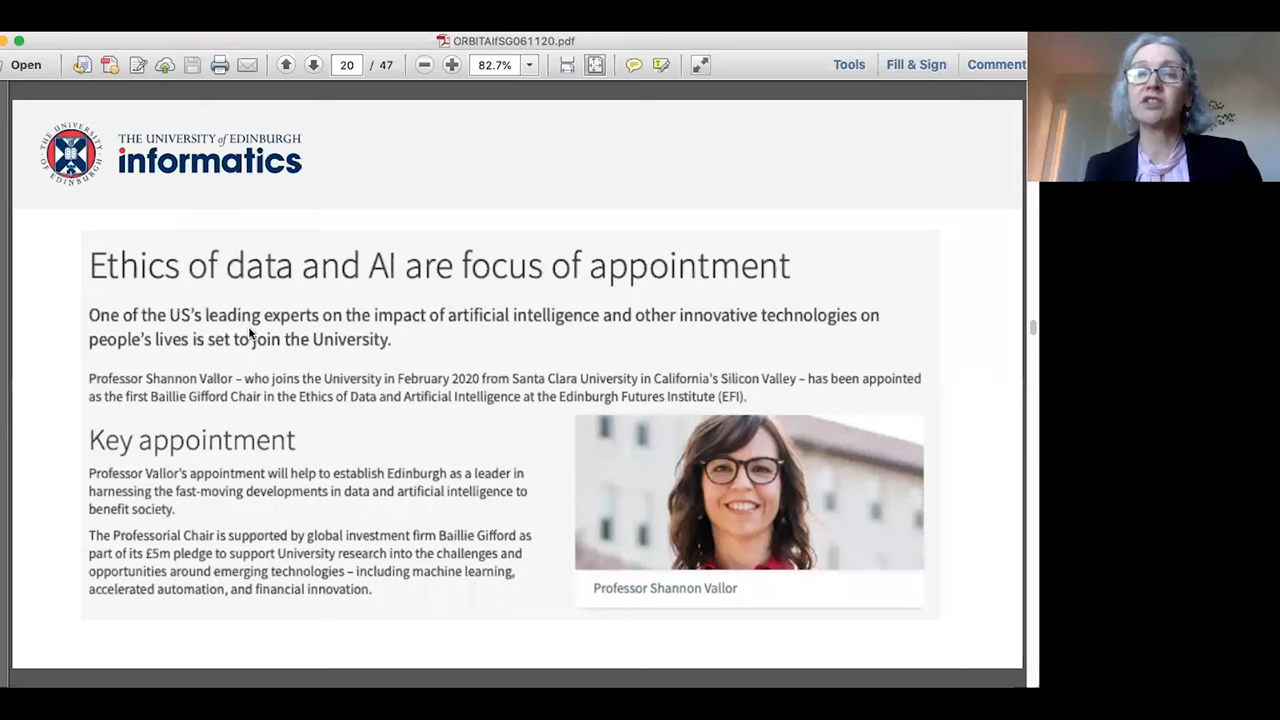 ORBITAIfSG061120.pdf
Open
20 / 47
82.7%
Tools
Fill & Sign
Comment
THE UNIVERSITY OF EDINBURGH
THE UNIVERSITY of EDINBURGH
informatics
Ethics of data and AI are focus of appointment
One of the US's leading experts on the impact of artificial intelligence and other innovative technologies on
people's lives is set to join the University.
Professor Shannon Vallor – who joins the University in February 2020 from Santa Clara University in California's Silicon Valley – has been appointed
as the first Baillie Gifford Chair in the Ethics of Data and Artificial Intelligence at the Edinburgh Futures Institute (EFI).
Key appointment
Professor Vallor's appointment will help to establish Edinburgh as a leader in
harnessing the fast-moving developments in data and artificial intelligence to
benefit society.
The Professorial Chair is supported by global investment firm Baillie Gifford as
part of its £5m pledge to support University research into the challenges and
opportunities around emerging technologies – including machine learning,
accelerated automation, and financial innovation.
Professor Shannon Vallor